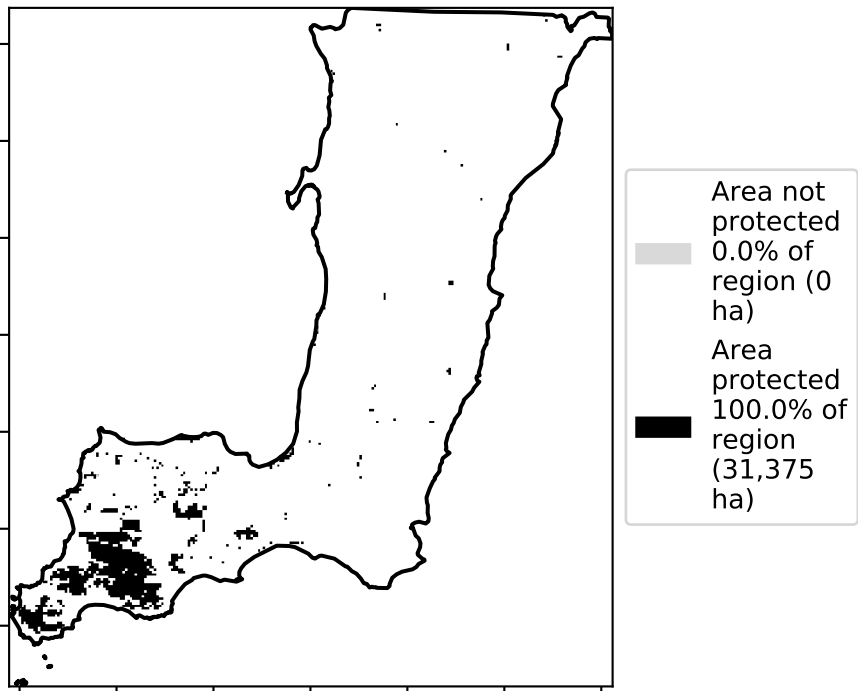 Area not
protected
0.0% of
region (0
ha)
Area
protected
100.0% of
region
(31,375
ha)